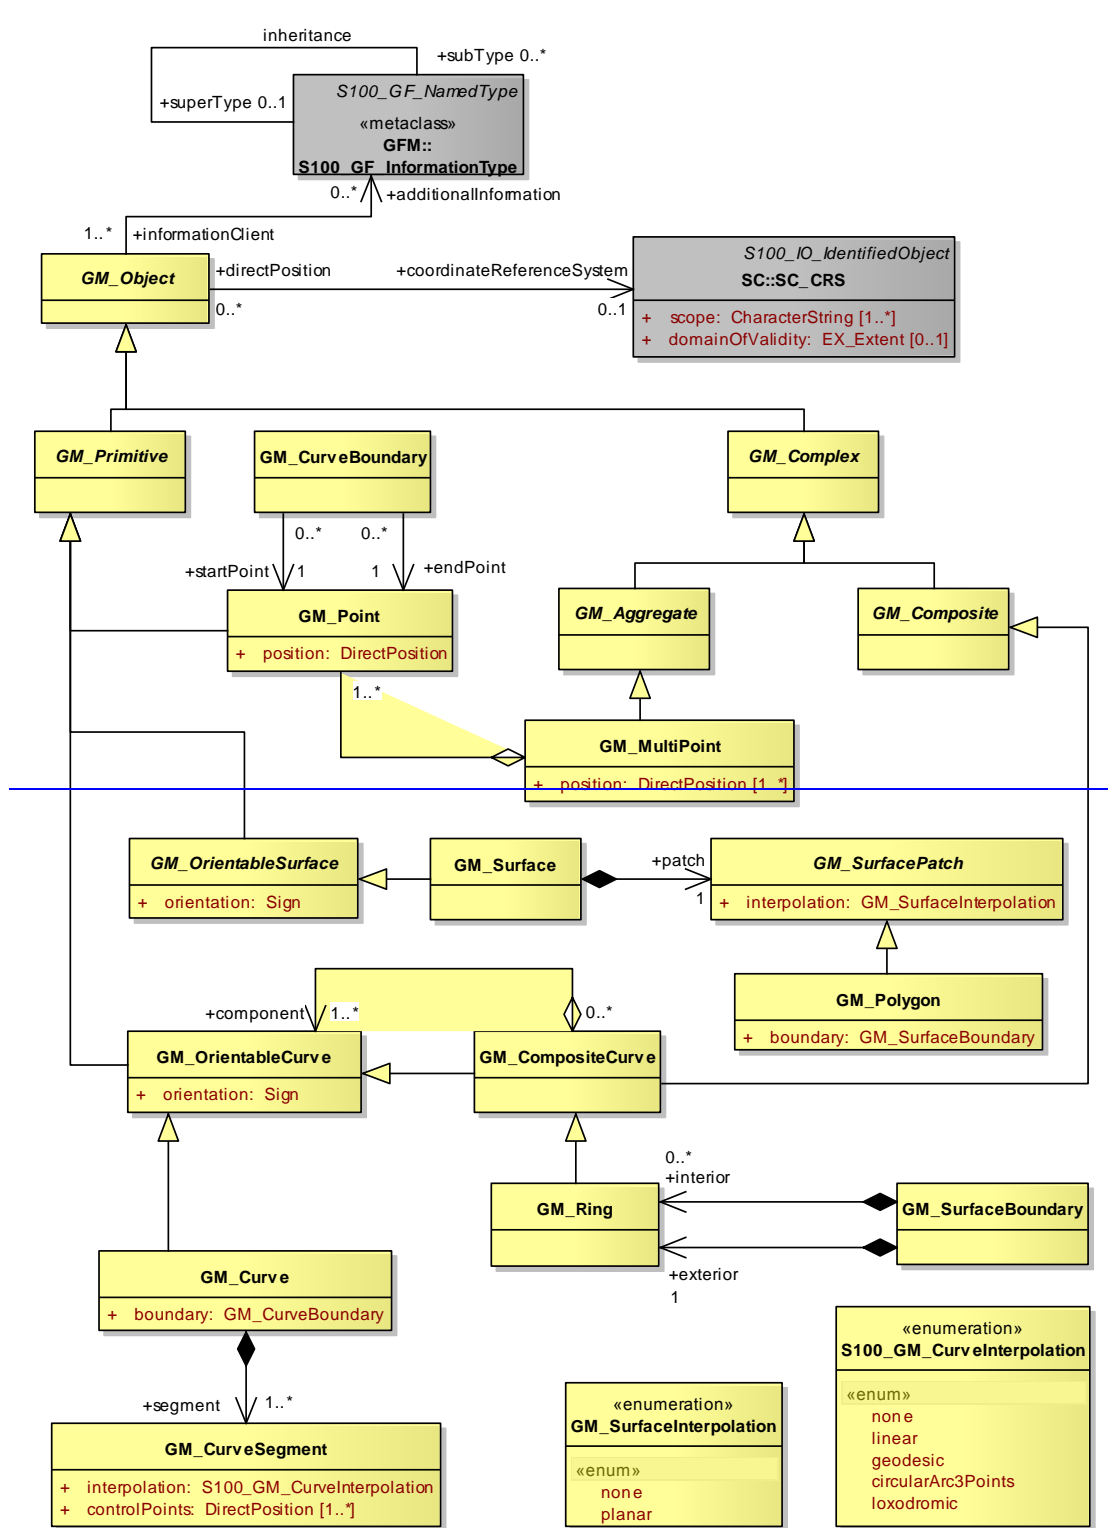 inheritance
+subType 0..*
+superType 0..1
S100_GF_NamedType
«metaclass»
GFM::
S100_GF_InformationType
0..*
+additionalInformation
1..*
+informationClient
GM_Object
+directPosition
0..*
+coordinateReferenceSystem
0..1
S100_IO_IdentifiedObject
SC::SC_CRS
+ scope: CharacterString [1..*]
+ domainOfValidity: EX_Extent [0..1]
GM_Primitive
GM_CurveBoundary
GM_Complex
0..*
0..*
+startPoint
1
1
+endPoint
GM_Point
+ position: DirectPosition
GM_Aggregate
GM_Composite
1..*
GM_MultiPoint
+ position: DirectPosition [1..*]
GM_OrientableSurface
+ orientation: Sign
GM_Surface
+patch
1
GM_SurfacePatch
+ interpolation: GM_SurfaceInterpolation
GM_Polygon
+ boundary: GM_SurfaceBoundary
+component
1..*
0..*
GM_OrientableCurve
+ orientation: Sign
GM_CompositeCurve
0..*
+interior
GM_Ring
GM_SurfaceBoundary
+exterior
1
GM_Curve
+ boundary: GM_CurveBoundary
+segment
1..*
GM_CurveSegment
+ interpolation: S100_GM_CurveInterpolation
+ controlPoints: DirectPosition [1..*]
«enumeration»
GM_SurfaceInterpolation
«enum»
none
planar
«enumeration»
S100_GM_CurveInterpolation
«enum»
none
linear
geodesic
circularArc3Points
loxodromic